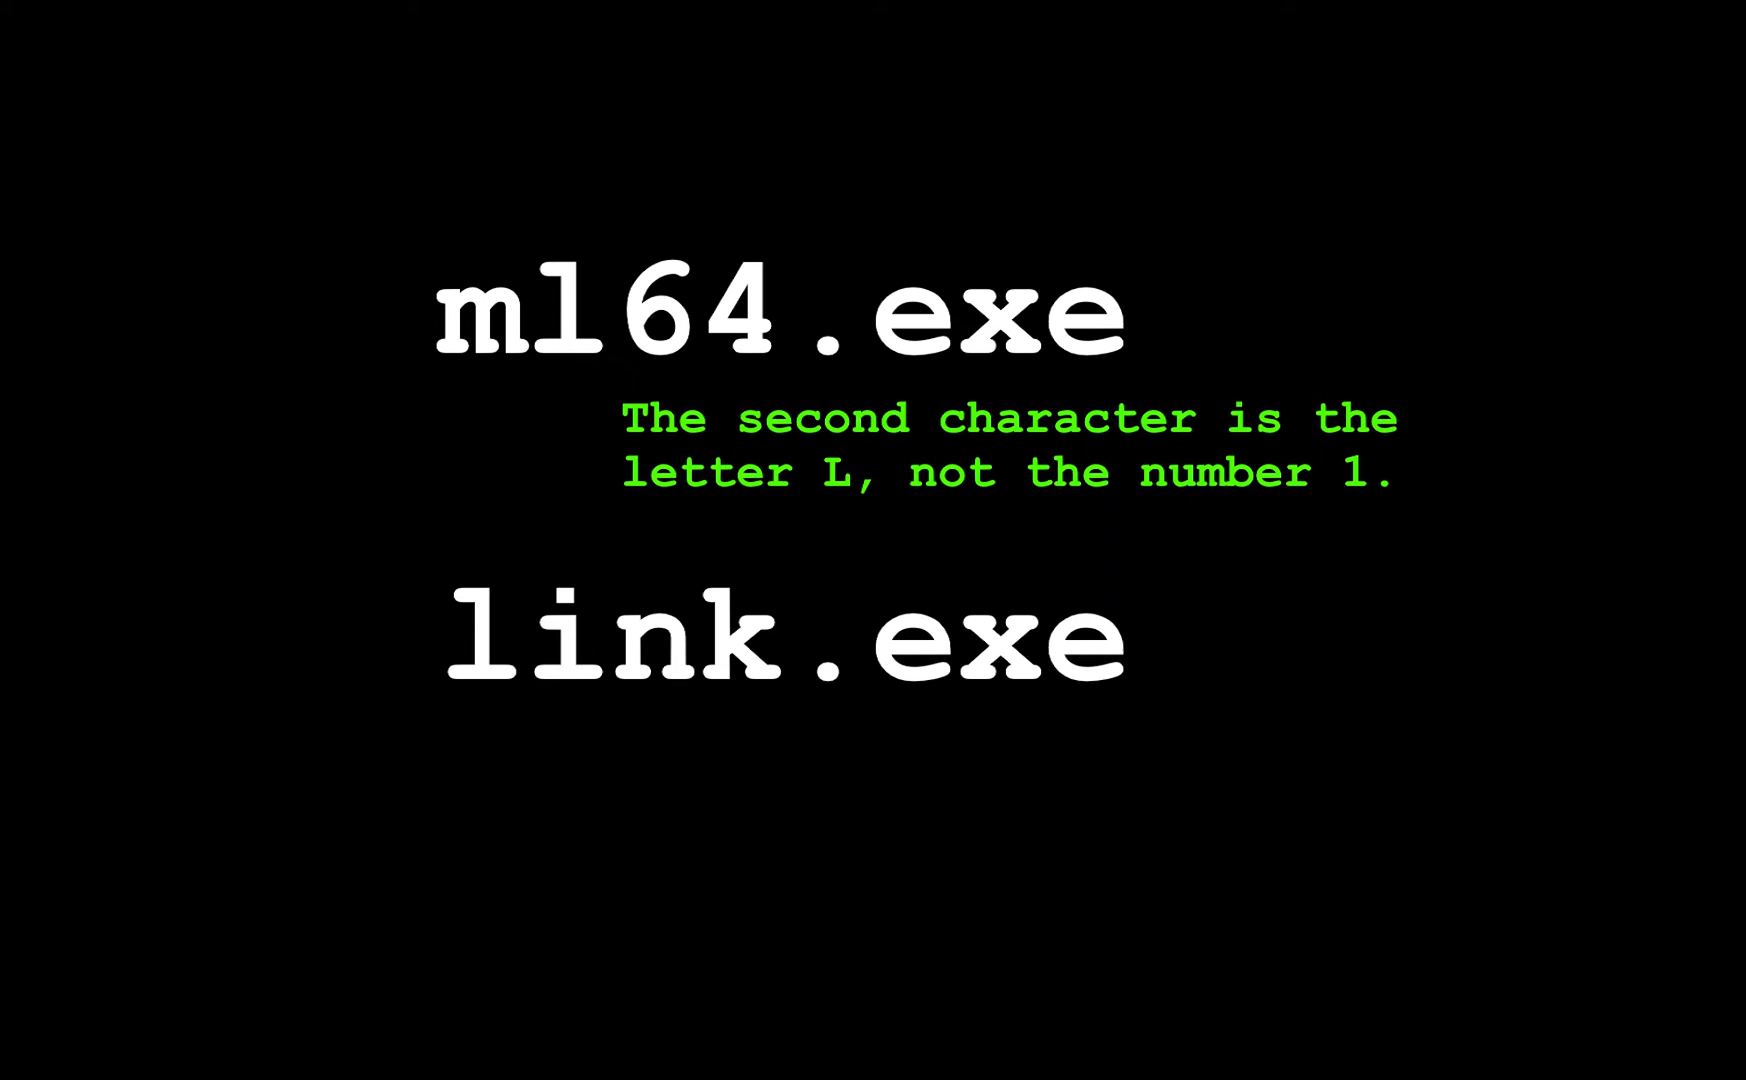 ml64.exe
The second character is the
letter L, not the number 1.
link.exe